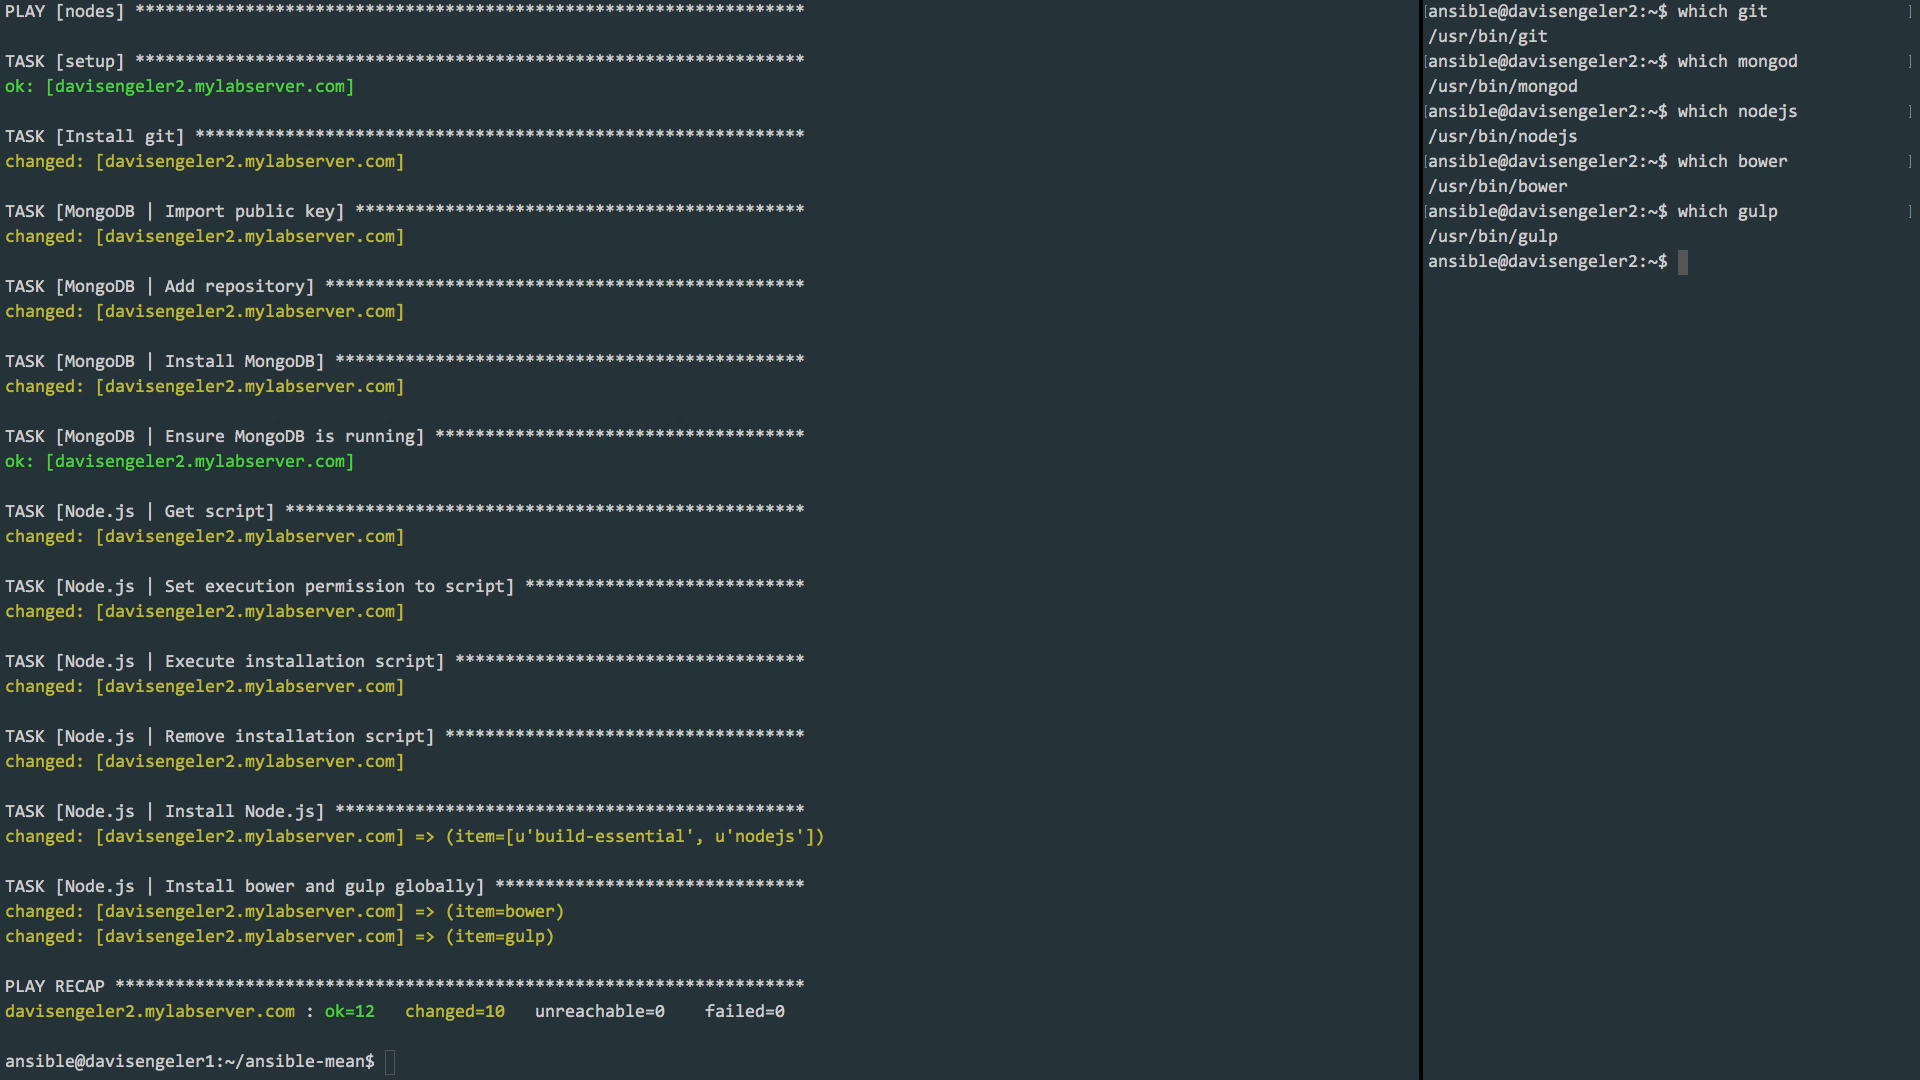 PLAY [nodes] *******************************************************************
TASK [setup] *******************************************************************
ok: [davisengeler2.mylabserver.com]
TASK [Install git] *************************************************************
changed: [davisengeler2.mylabserver.com]
TASK [MongoDB | Import public key] *********************************************
changed: [davisengeler2.mylabserver.com]
TASK [MongoDB | Add repository] ************************************************
changed: [davisengeler2.mylabserver.com]
TASK [MongoDB | Install MongoDB] ***********************************************
changed: [davisengeler2.mylabserver.com]
TASK [MongoDB | Ensure MongoDB is running] *************************************
ok: [davisengeler2.mylabserver.com]
TASK [Node.js | Get script] ****************************************************
changed: [davisengeler2.mylabserver.com]
TASK [Node.js | Set execution permission to script] ****************************
changed: [davisengeler2.mylabserver.com]
TASK [Node.js | Execute installation script] ***********************************
changed: [davisengeler2.mylabserver.com]
TASK [Node.js | Remove installation script] ************************************
changed: [davisengeler2.mylabserver.com]
TASK [Node.js | Install Node.js] ***********************************************
changed: [davisengeler2.mylabserver.com] => (item=[u'build-essential', u'nodejs'])
TASK [Node.js | Install bower and gulp globally] *******************************
changed: [davisengeler2.mylabserver.com] => (item=bower)
changed: [davisengeler2.mylabserver.com] => (item=gulp)
PLAY RECAP *********************************************************************
davisengeler2.mylabserver.com : ok=12   changed=10   unreachable=0    failed=0
ansible@davisengeler1:~/ansible-mean$
[ansible@davisengeler2:~$ which git ]
/usr/bin/git
[ansible@davisengeler2:~$ which mongod ]
/usr/bin/mongod
[ansible@davisengeler2:~$ which nodejs ]
/usr/bin/nodejs
[ansible@davisengeler2:~$ which bower ]
/usr/bin/bower
[ansible@davisengeler2:~$ which gulp ]
/usr/bin/gulp
ansible@davisengeler2:~$